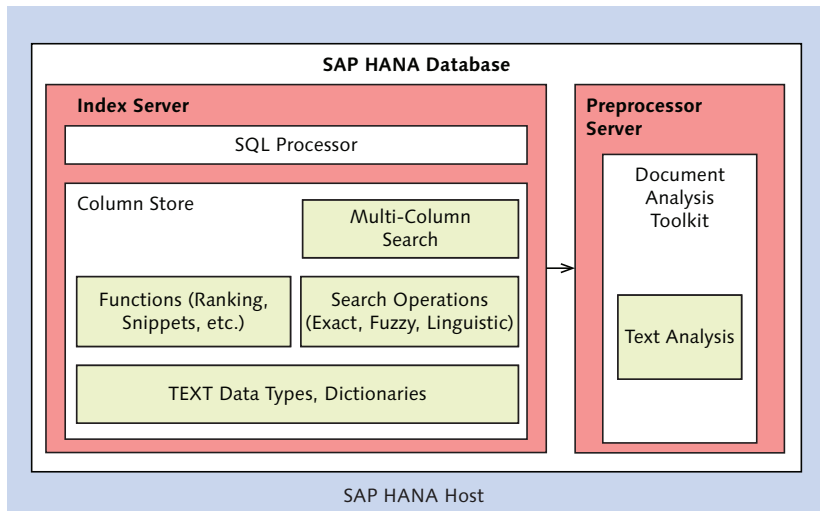 SAP HANA Database
Index Server
SQL Processor
Column Store
Multi-Column
Search
Functions (Ranking,
Snippets, etc.)
Search Operations
(Exact, Fuzzy, Linguistic)
TEXT Data Types, Dictionaries
Preprocessor
Server
Document
Analysis
Toolkit
Text Analysis
SAP HANA Host